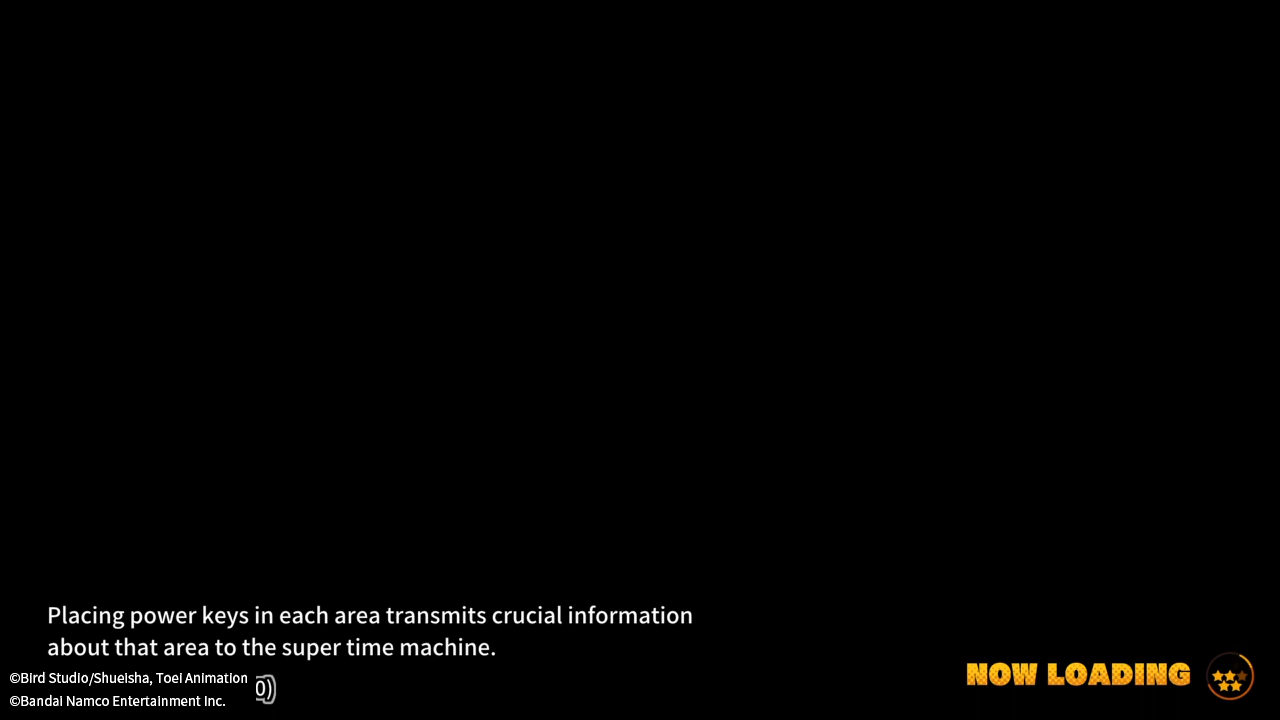 Placing power keys in each area transmits crucial information
about that area to the super time machine.
©Bird Studio/Shueisha, Toei Animation
©Bandai Namco Entertainment Inc.
NOW LOADING